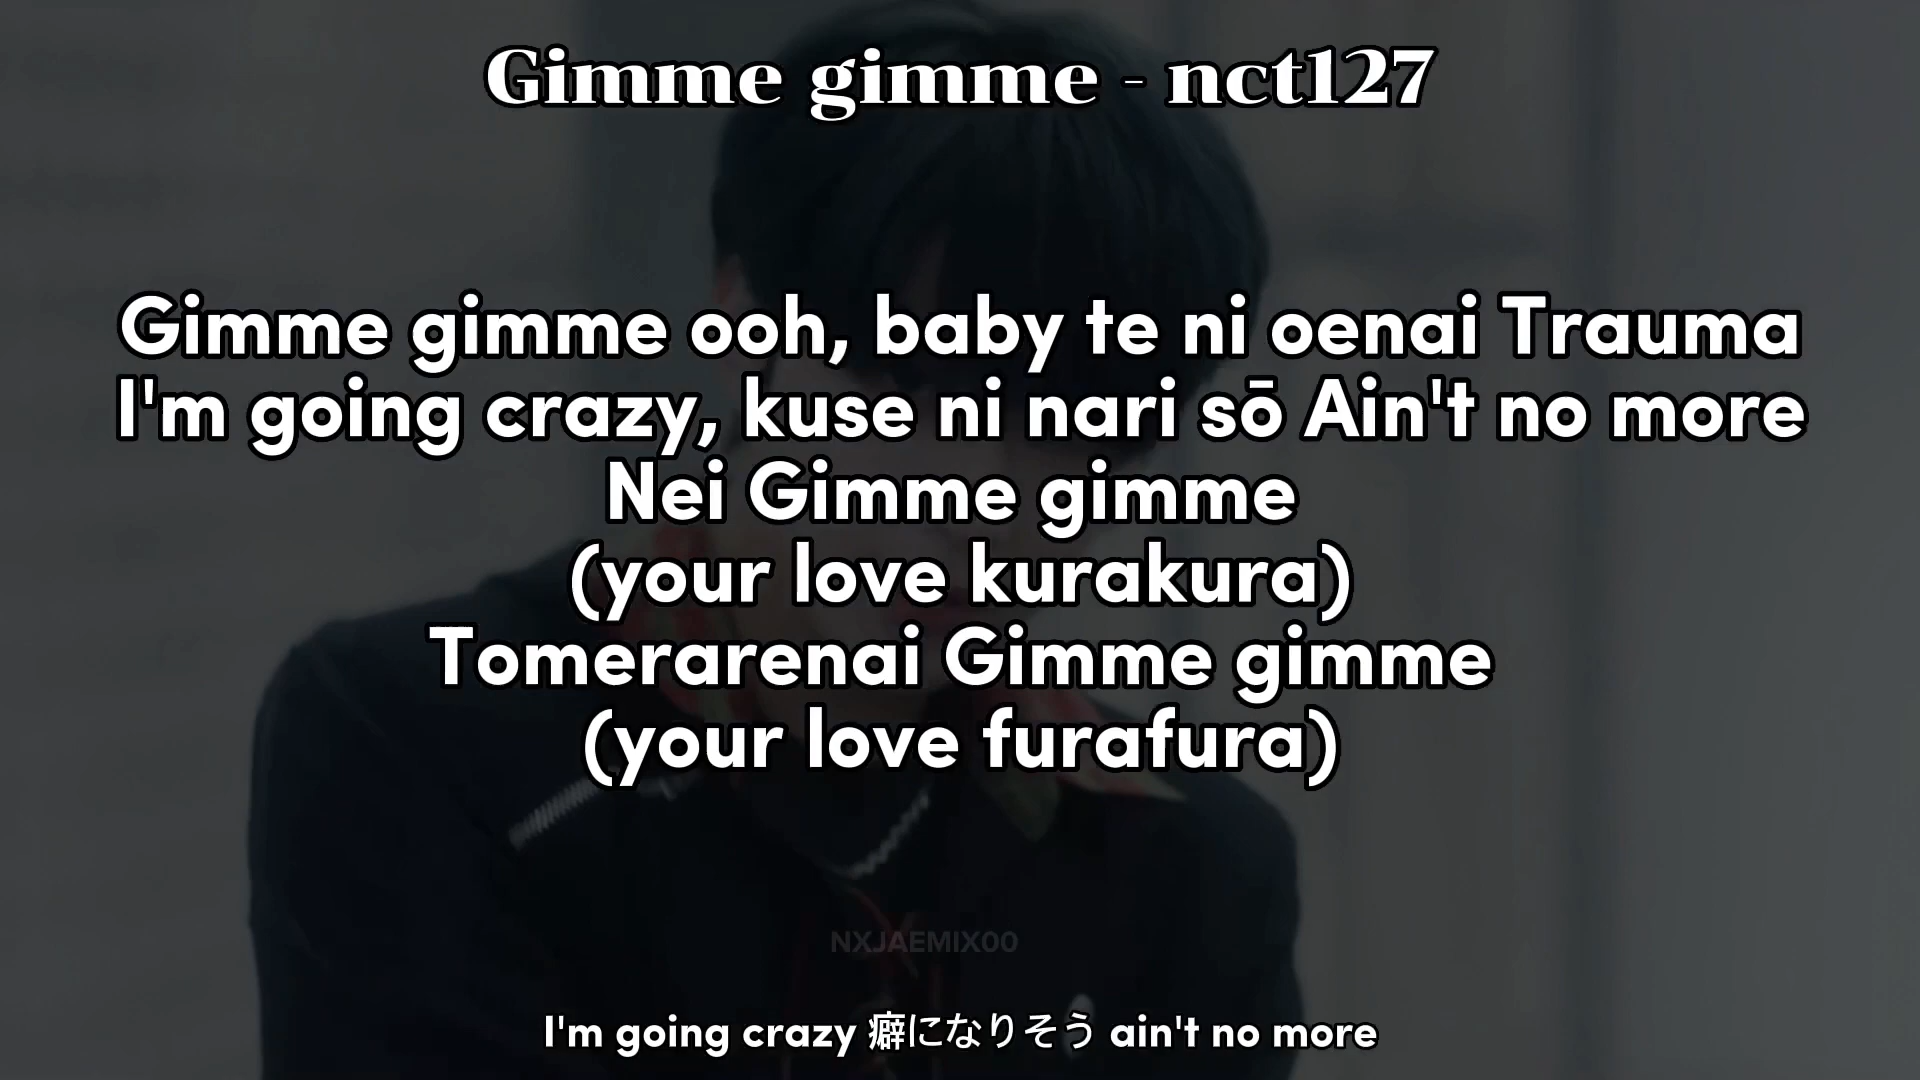 Gimme gimme - nct127
Gimme gimme ooh, baby te ni oenai Trauma
I'm going crazy, kuse ni nari sō Ain't no more
Nei Gimme gimme
(your love kurakura)
Tomerarenai Gimme gimme
(your love furafura)
NXJAEMIX00
I'm going crazy 癖になりそう ain't no more